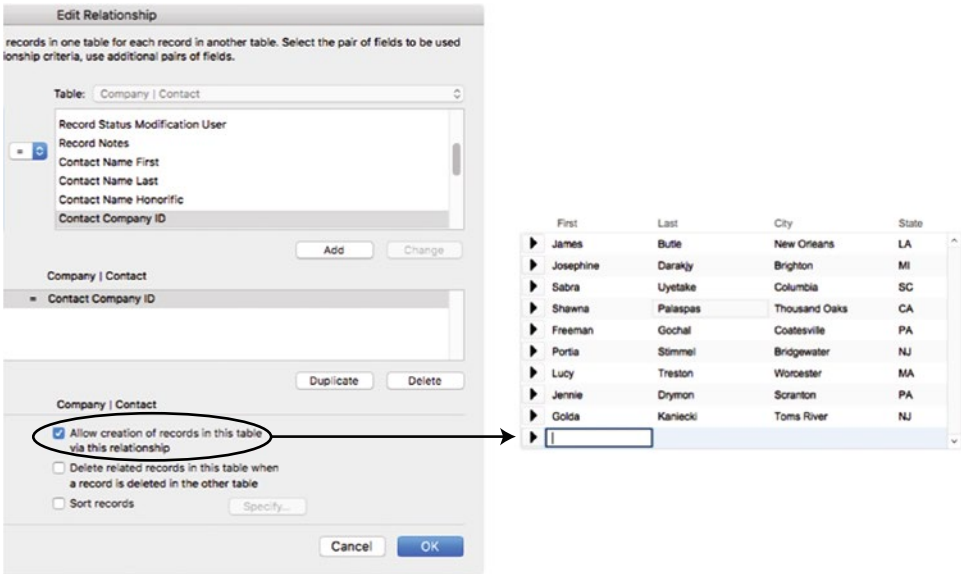 Edit Relationship
records in one table for each record in another table. Select the pair of fields to be used
ionship criteria, use additional pairs of fields.
Table: Company | Contact
Record Status Modification User
=
Record Notes
Contact Name First
Contact Name Last
Contact Name Honorific
Contact Company ID
Add Change
Company | Contact
= Contact Company ID
Duplicate Delete
Company | Contact
Allow creation of records in this table
via this relationship
Delete related records in this table when
a record is deleted in the other table
Sort records Specify...
Cancel OK
First Last City State
James Butle New Orleans LA
Josephine Darakjy Brighton MI
Sabra Uyetake Columbia SC
Shawna Palaspas Thousand Oaks CA
Freeman Gochal Coatesville PA
Portia Stimmel Bridgewater NJ
Lucy Treston Worcester MA
Jennie Drymon Scranton PA
Golda Kaniecki Toms River NJ